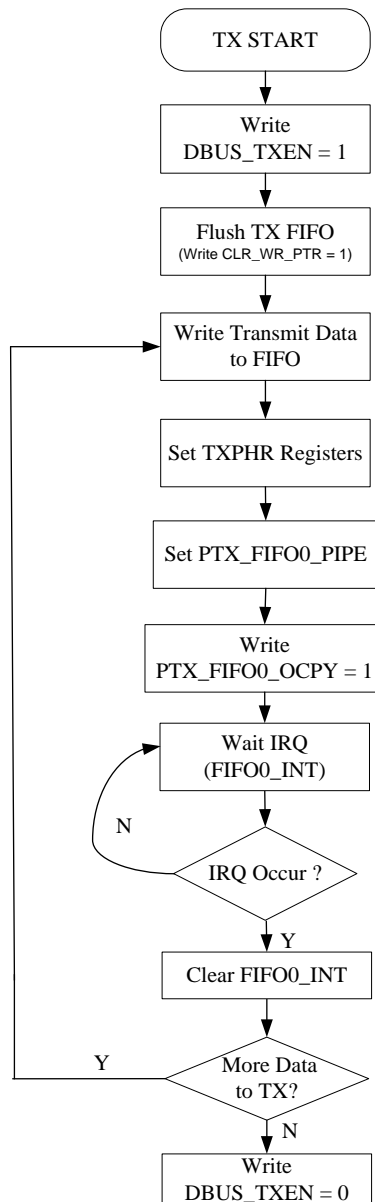 TX START
Write
DBUS_TXEN = 1
Flush TX FIFO
(Write CLR_WR_PTR = 1)
Write Transmit Data
to FIFO
Set TXPHR Registers
Set PTX_FIFO0_PIPE
Write
PTX_FIFO0_OCPY = 1
Wait IRQ
(FIFO0_INT)
N
IRQ Occur ?
Y
Clear FIFO0_INT
Y
More Data
to TX?
N
Write
DBUS_TXEN = 0